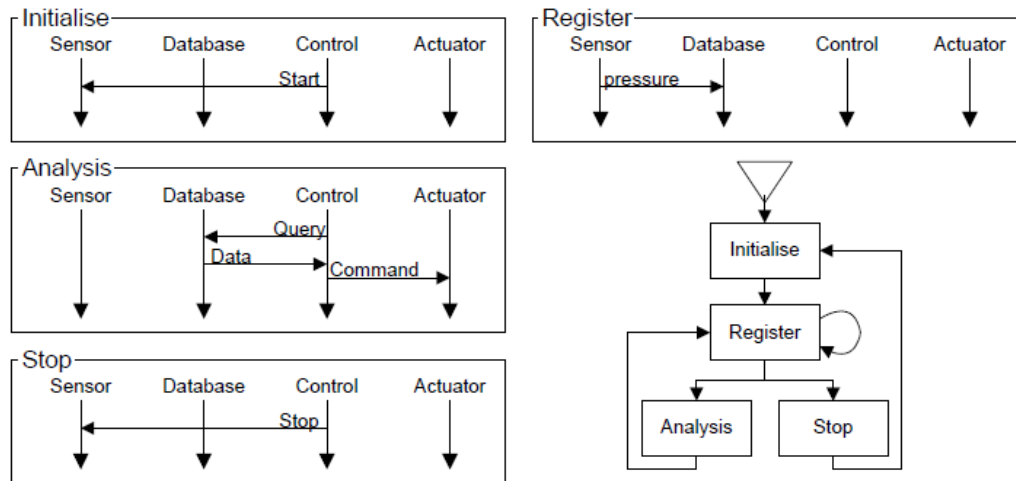 Initialise
Sensor Database Control Actuator
Start
Register
Sensor Database Control Actuator
pressure
Analysis
Sensor Database Control Actuator
Query
Data
Command
Stop
Sensor Database Control Actuator
Stop
Initialise
Register
Analysis Stop